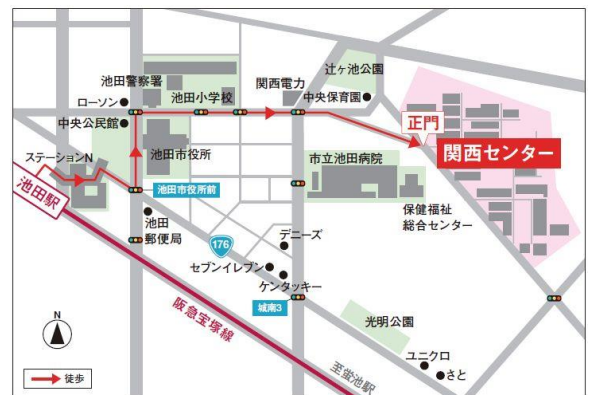 辻ヶ池公園
池田警察署
関西電力
ローソン
池田小学校
中央保育園
中央公民館
正門
関西センター
ステーションN
池田市役所
市立池田病院
池田駅
池田市役所前
保健福祉
総合センター
池田
郵便局
176
デニーズ
セブンイレブン
ケンタッキー
城南3
阪急宝塚線
光明公園
N
ユニクロ
さと
至蛍池駅
徒歩